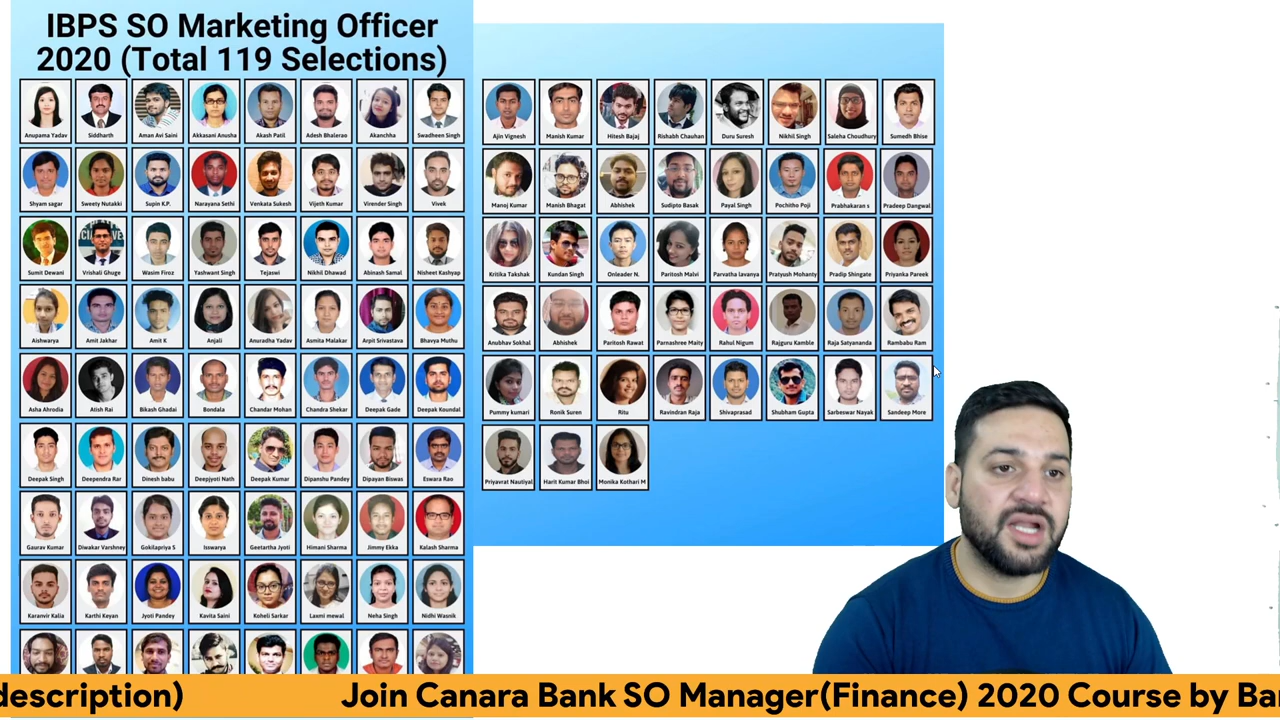 IBPS SO Marketing Officer
2020 (Total 119 Selections)
Anupama Yadav Siddharth Aman Avi Saini Akkasani Anusha Akash Patil Adesh Bhalerao Akanchha Swadheen Singh
Shyam sagar Sweety Nutakki Supin K.P. Narayana Sethi Venkata Sukesh Vijeth Kumar Virender Singh Vivek
Sumit Dewani Vrishali Ghuge Wasim Firoz Yashwant Singh Tejaswi Nikhil Dhawad Abinash Samal Nisheet Kashyap
Aishwarya Amit Jakhar Amit K Anjali Anuradha Yadav Asmita Malakar Arpit Srivastava Bhavya Muthu
Asha Ahrodia Atish Rai Bikash Ghadai Bondala Chandar Mohan Chandra Shekar Deepak Gade Deepak Koundal
Deepak Singh Deependra Rar Dinesh babu Deepjyoti Nath Deepak Kumar Dipanshu Pandey Dipayan Biswas Eswara Rao
Gaurav Kumar Diwakar Varshney Gokilapriya S Isswarya Geetartha Jyoti Himani Sharma Jimmy Ekka Kalash Sharma
Karanvir Kalia Karthi Keyan Jyoti Pandey Kavita Saini Koheli Sarkar Laxmi mewal Neha Singh Nidhi Wasnik
Ajin Vignesh Manish Kumar Hitesh Bajaj Rishabh Chauhan Duru Suresh Nikhil Singh Saleha Choudhury Sumedh Bhise
Manoj Kumar Manish Bhagat Abhishek Sudipto Basak Payal Singh Pochitho Poji Prabhakaran s Pradeep Dangwal
Kritika Takshak Kundan Singh Onleader N. Paritosh Malvi Parvatha lavanya Pratyush Mohanty Pradip Shingate Priyanka Pareek
Anubhav Sokhal Abhishek Paritosh Rawat Parnashree Maity Rahul Nigum Rajguru Kamble Raja Satyananda Rambabu Ram
Pummy kumari Ronik Suren Ritu Ravindran Raja Shivaprasad Shubham Gupta Sarbeswar Nayak Sandeep More
Priyavrat Nautiyal Harit Kumar Bhoi Monika Kothari M
description) Join Canara Bank SO Manager(Finance) 2020 Course by Ba